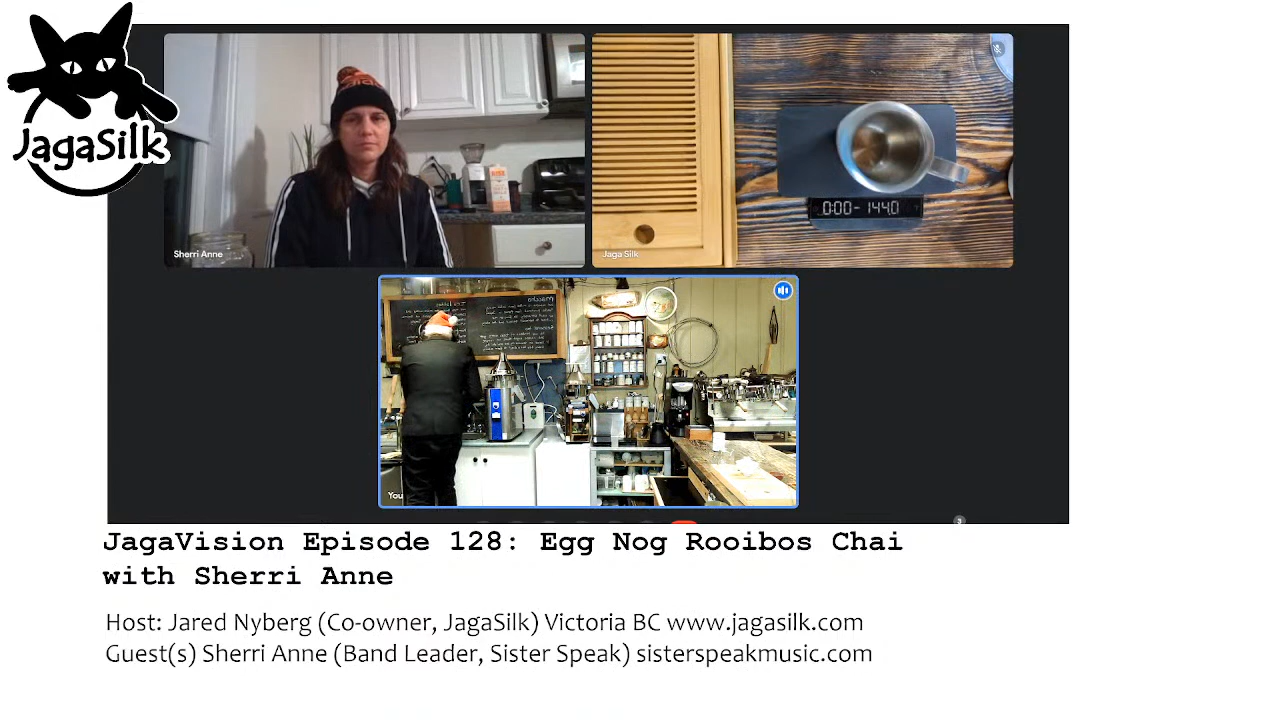 JagaSilk
Sherri Anne
Jaga Silk
0:00 -144.0
You
3
JagaVision Episode 128: Egg Nog Rooibos Chai
with Sherri Anne
Host: Jared Nyberg (Co-owner, JagaSilk) Victoria BC www.jagasilk.com
Guest(s) Sherri Anne (Band Leader, Sister Speak) sisterspeakmusic.com